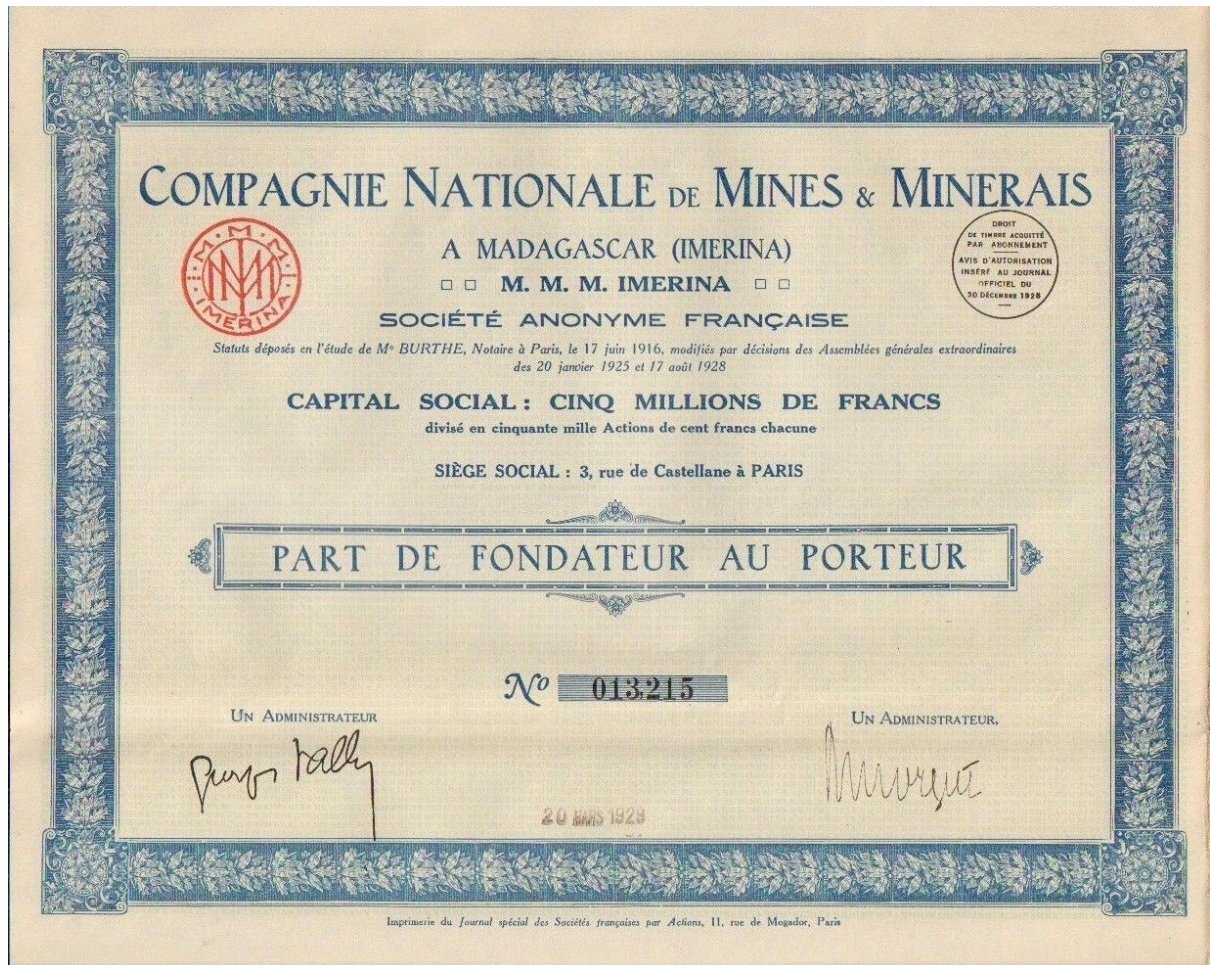 COMPAGNIE NATIONALE DE MINES & MINERAIS
A MADAGASCAR (IMERINA)
M. M. M. IMERINA
M. M. M. I.
IMERINA
DROIT
DE TIMBRE ACQUITTÉ
PAR ABONNEMENT
AVIS D'AUTORISATION
INSÉRÉ AU JOURNAL
OFFICIEL DU
30 DÉCEMBRE 1928
SOCIÉTÉ ANONYME FRANÇAISE
Statuts déposés en l'étude de Me BURTHE, Notaire à Paris, le 17 juin 1916, modifiés par décisions des Assemblées générales extraordinaires
des 20 janvier 1925 et 17 août 1928
CAPITAL SOCIAL : CINQ MILLIONS DE FRANCS
divisé en cinquante mille Actions de cent francs chacune
SIÈGE SOCIAL : 3, rue de Castellane à PARIS
PART DE FONDATEUR AU PORTEUR
No 013.215
UN ADMINISTRATEUR
UN ADMINISTRATEUR,
20 MARS 1929
Imprimerie du Journal spécial des Sociétés françaises par Actions, 11, rue de Mogador, Paris